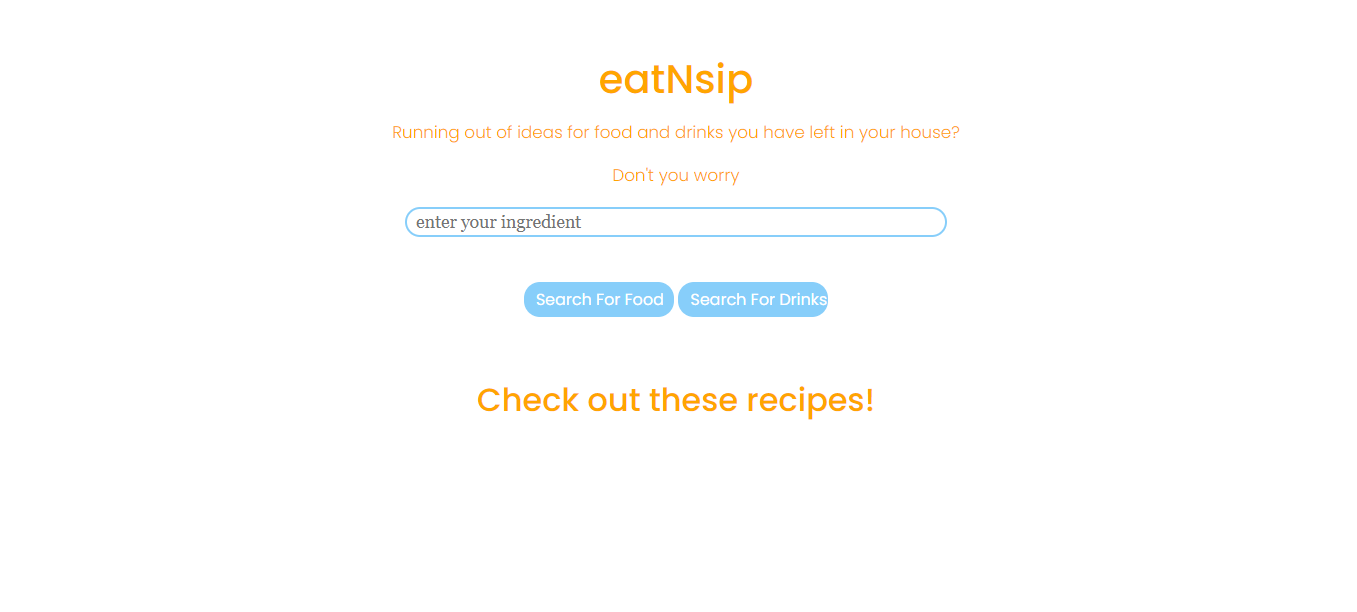 eatNsip
Running out of ideas for food and drinks you have left in your house?
Don't you worry
enter your ingredient
Search For Food Search For Drinks
Check out these recipes!